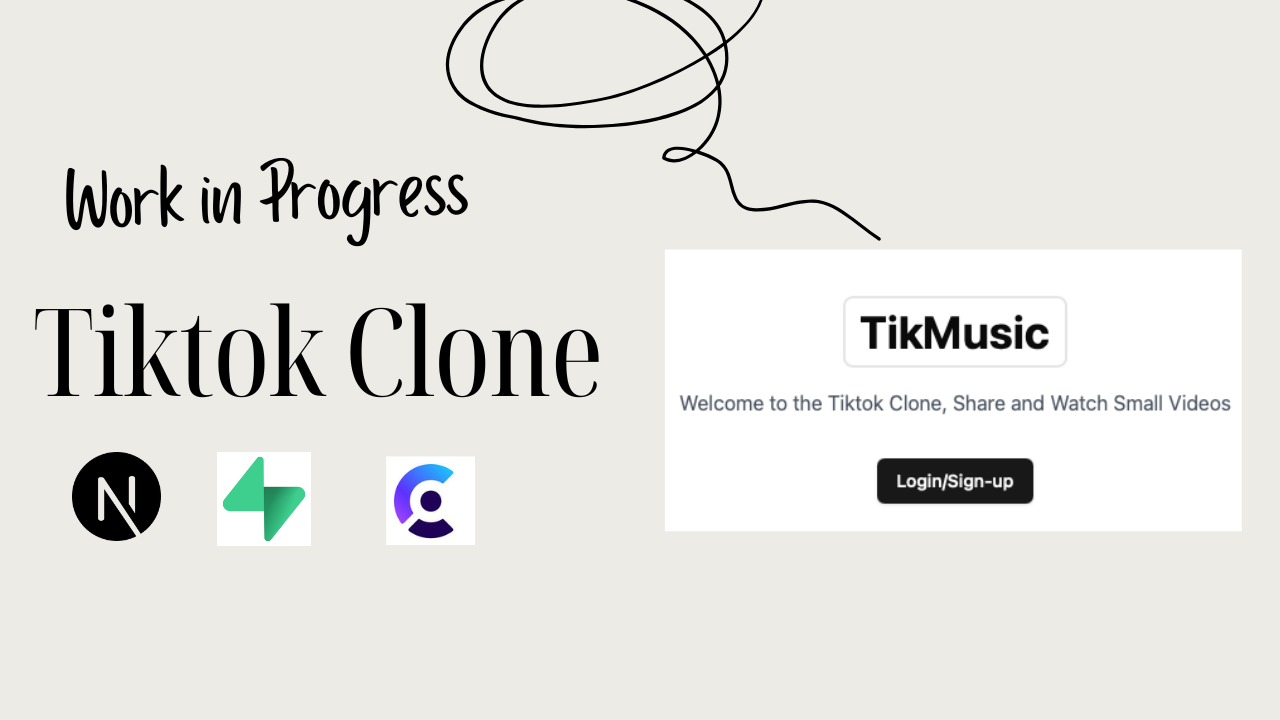 Work in Progress
Tiktok Clone
N
TikMusic
Welcome to the Tiktok Clone, Share and Watch Small Videos
Login/Sign-up